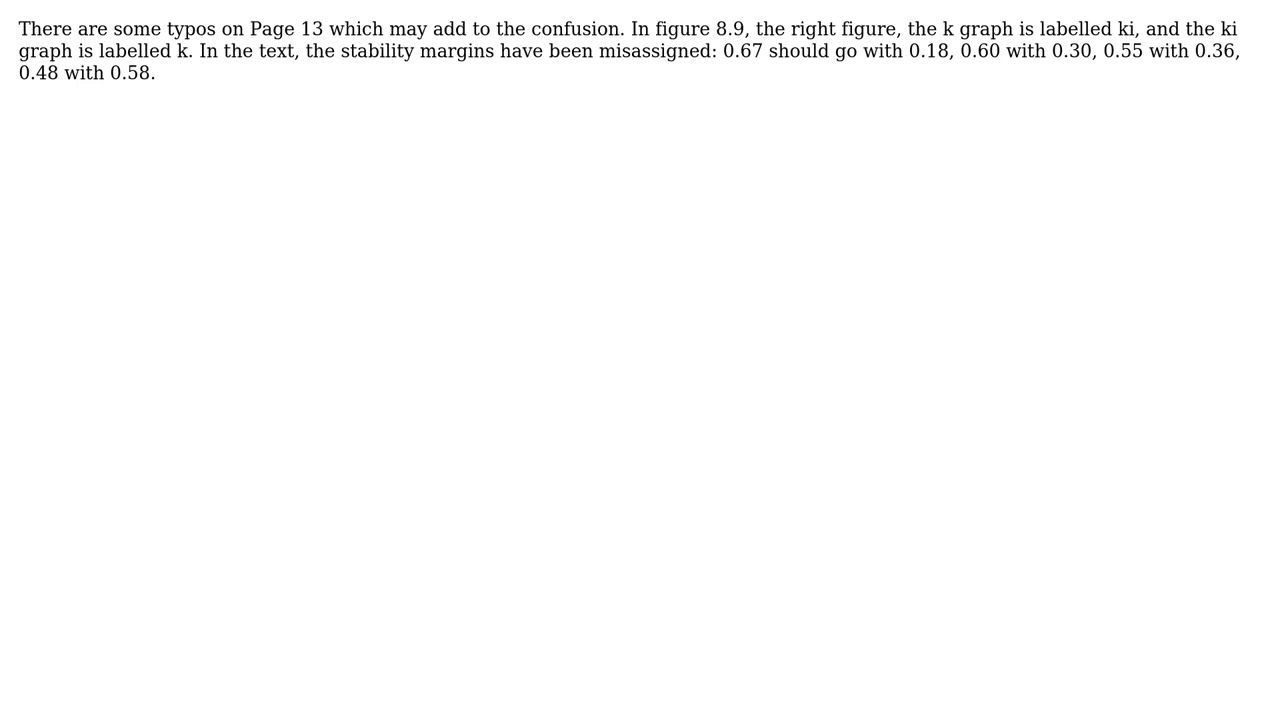 There are some typos on Page 13 which may add to the confusion. In figure 8.9, the right figure, the k graph is labelled ki, and the ki
graph is labelled k. In the text, the stability margins have been misassigned: 0.67 should go with 0.18, 0.60 with 0.30, 0.55 with 0.36,
0.48 with 0.58.